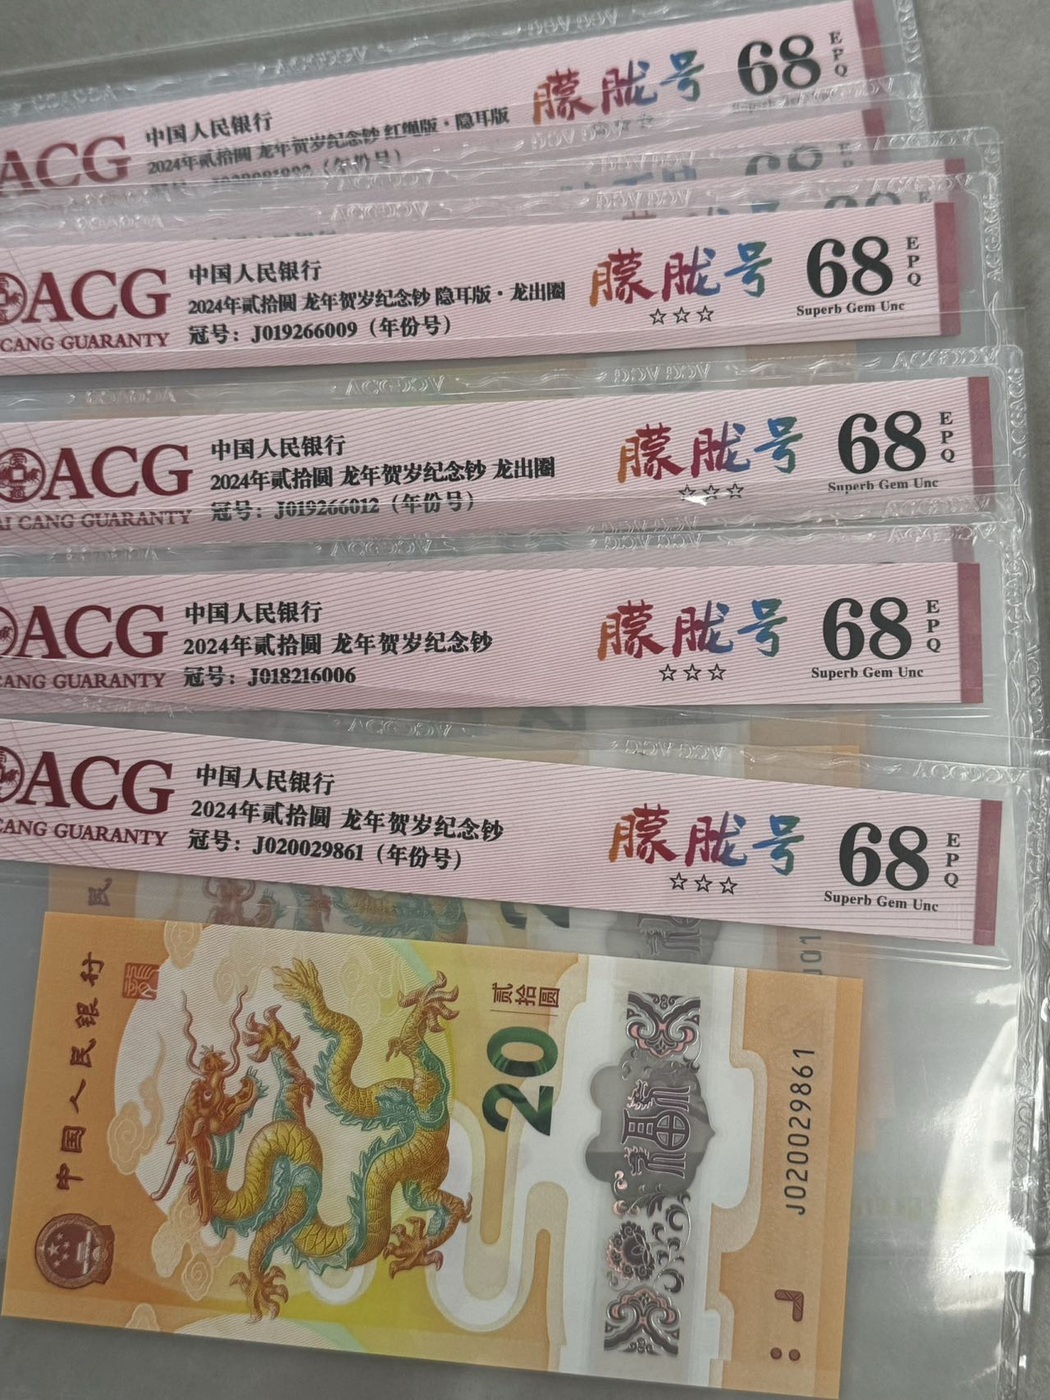 ACG
中国人民银行
2024年贰拾圆 龙年贺岁纪念钞 红绳版·隐耳版
(年份号)
朦胧号
68
EPQ
68
ACG
CANG GUARANTY
中国人民银行
2024年贰拾圆 龙年贺岁纪念钞 隐耳版·龙出圈
冠号: J019266009 (年份号)
朦胧号
☆☆☆
68
EPQ
Superb Gem Unc
ACG
AI CANG GUARANTY
中国人民银行
2024年贰拾圆 龙年贺岁纪念钞 龙出圈
冠号: J019266012 (年份号)
朦胧号
☆☆☆
68
EPQ
Superb Gem Unc
ACG
CANG GUARANTY
中国人民银行
2024年贰拾圆 龙年贺岁纪念钞
冠号: J018216006
朦胧号
☆☆☆
68
EPQ
Superb Gem Unc
ACG
CANG GUARANTY
中国人民银行
2024年贰拾圆 龙年贺岁纪念钞
冠号: J020029861 (年份号)
朦胧号
☆☆☆
68
EPQ
Superb Gem Unc
民
J01
中国人民银行
贰拾圆
20
福
J020029861